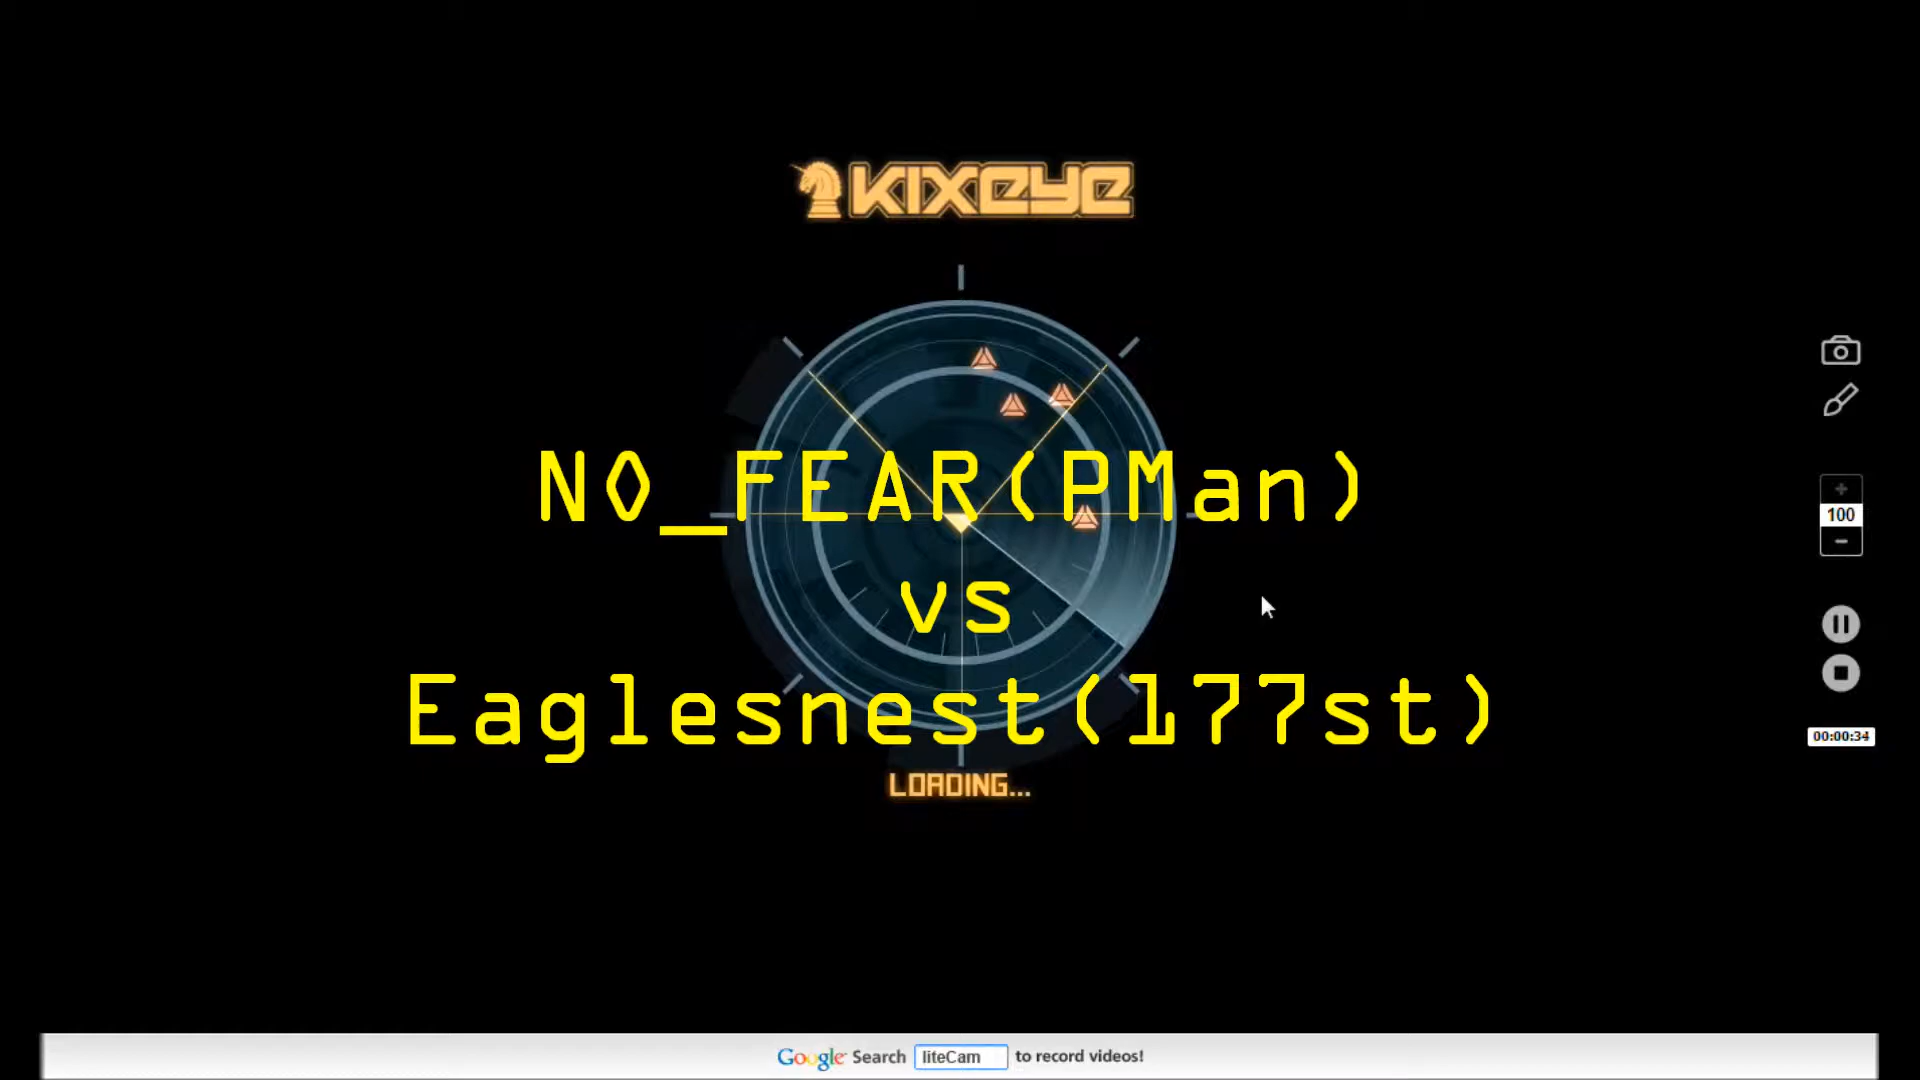 KIXEYE
NO_FEAR(PMan)
vs
Eaglesnest(177st)
LOADING...
+
100
-
00:00:34
Google Search liteCam to record videos!